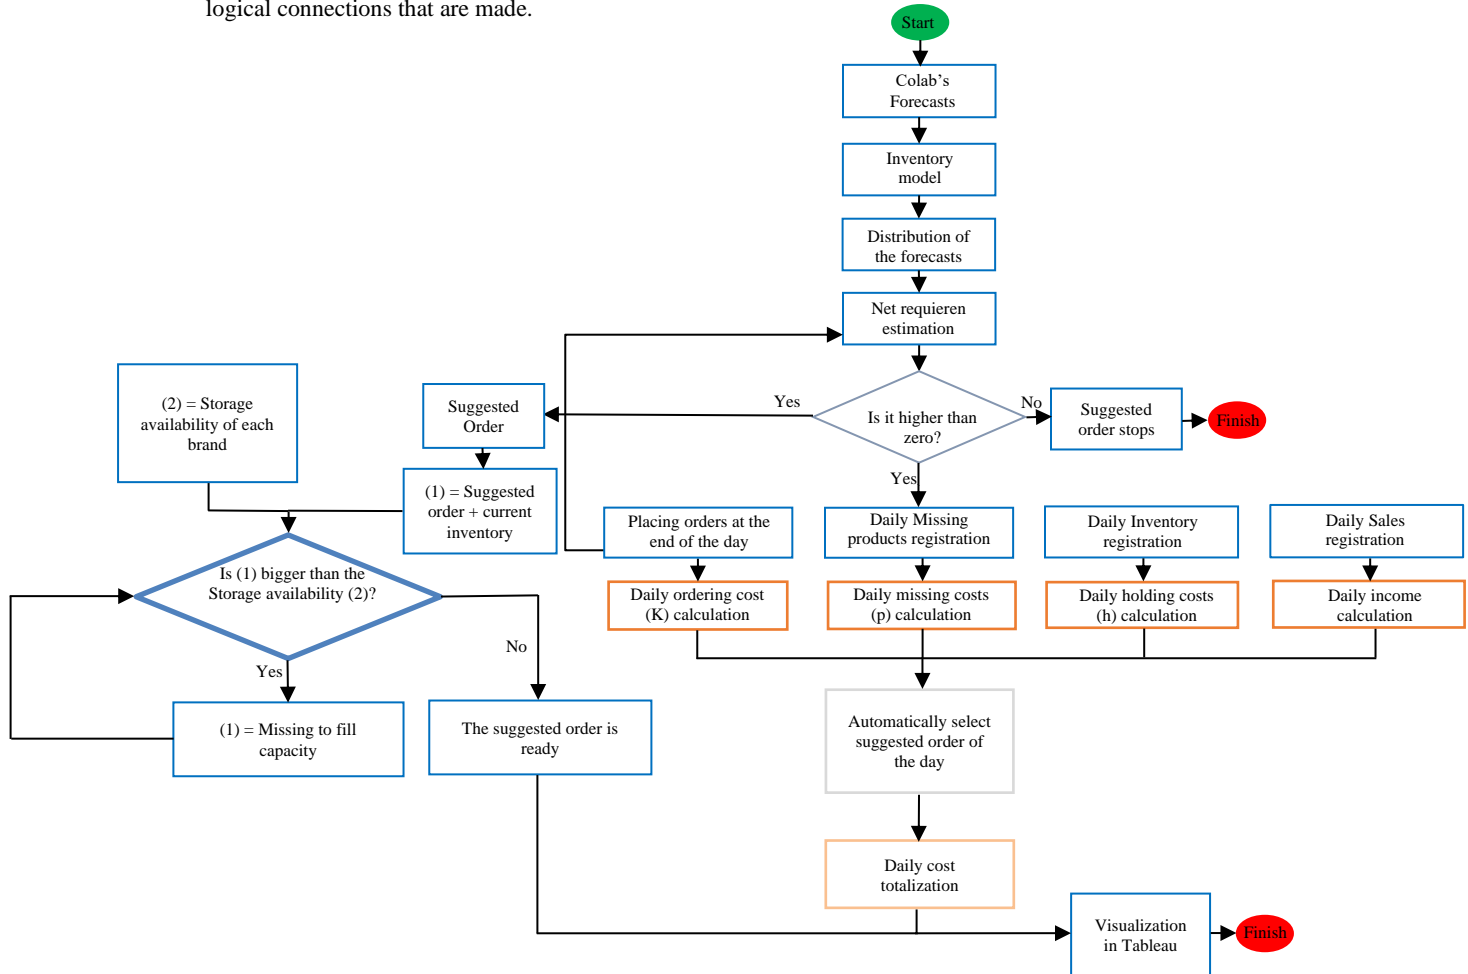 logical connections that are made.
Start
Colab's
Forecasts
Inventory
model
Distribution of
the forecasts
Net requieren
estimation
Is it higher than
zero?
Yes
No
Yes
Suggested
order stops
Finish
Suggested
Order
(2) = Storage
availability of each
brand
(1) = Suggested
order + current
inventory
Is (1) bigger than the
Storage availability (2)?
Yes
No
(1) = Missing to fill
capacity
The suggested order is
ready
Placing orders at the
end of the day
Daily Missing
products registration
Daily Inventory
registration
Daily Sales
registration
Daily ordering cost
(K) calculation
Daily missing costs
(p) calculation
Daily holding costs
(h) calculation
Daily income
calculation
Automatically select
suggested order of
the day
Daily cost
totalization
Visualization
in Tableau
Finish